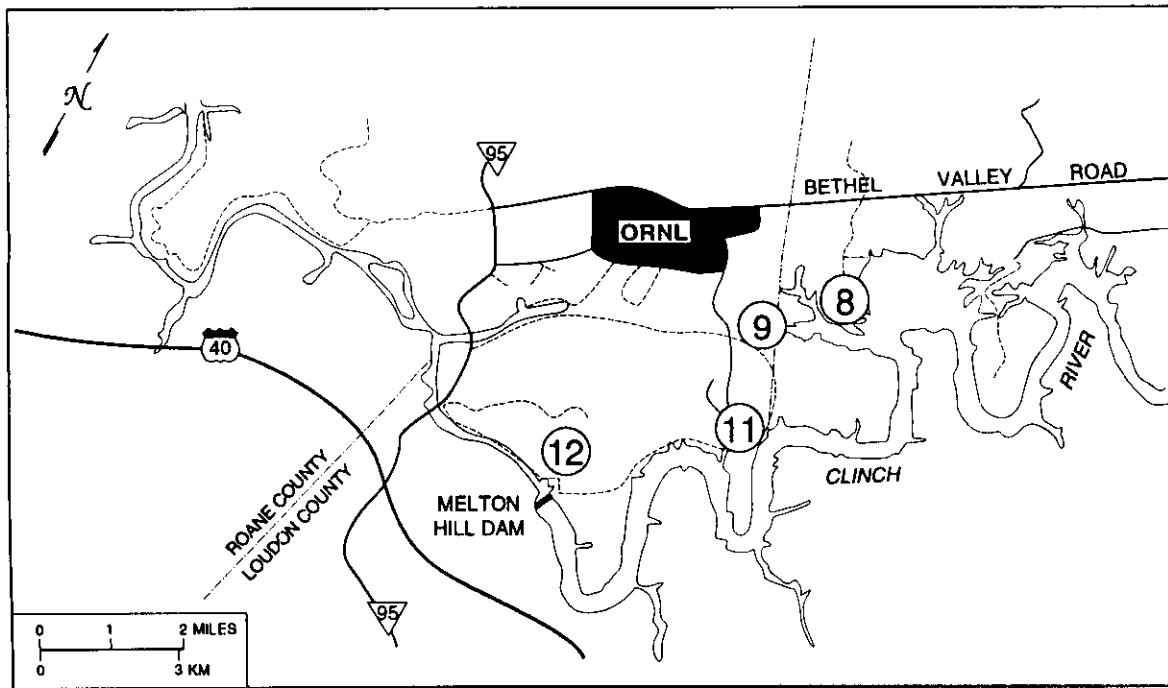 N
95
BETHEL VALLEY ROAD
ORNL
8
9
40
RIVER
11
12
CLINCH
MELTON
HILL DAM
ROANE COUNTY
LOUDON COUNTY
95
0 1 2 MILES
0 3 KM